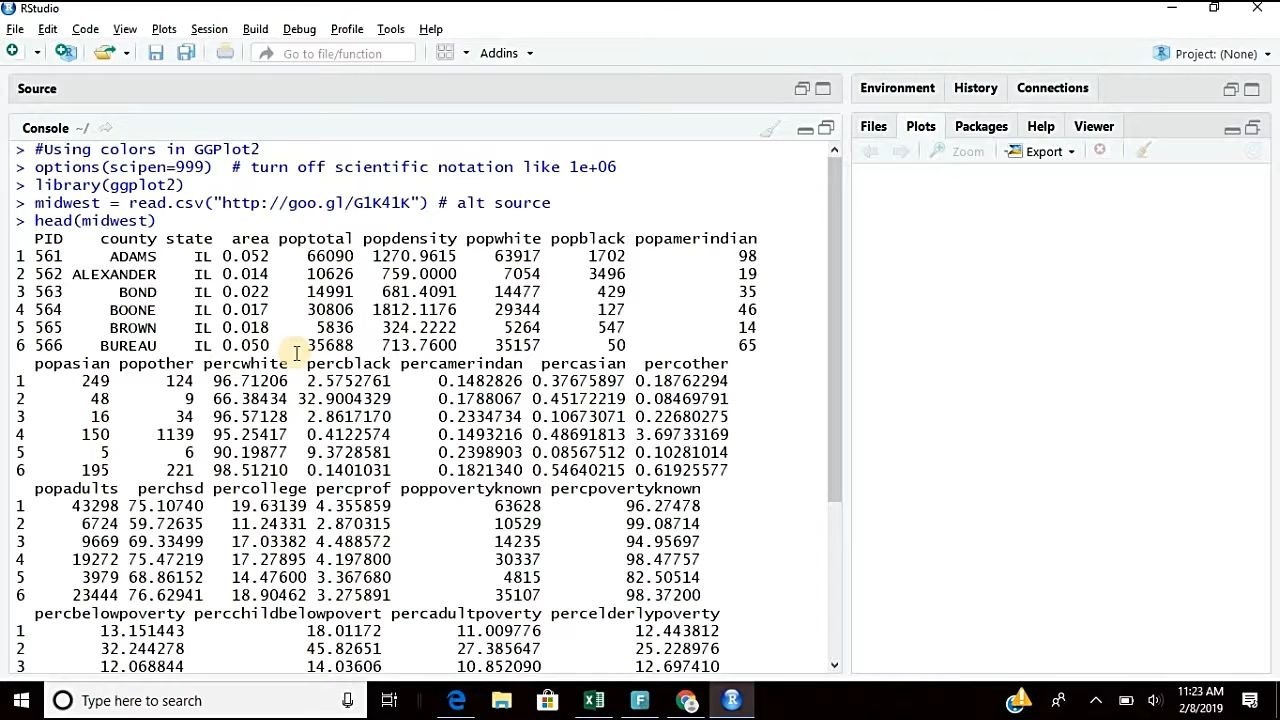 RStudio
File Edit Code View Plots Session Build Debug Profile Tools Help
Go to file/function Addins Project: (None)
Source
Environment History Connections
Console ~/
Files Plots Packages Help Viewer
Zoom Export
> #Using colors in GGPlot2
> options(scipen=999)  # turn off scientific notation like 1e+06
> library(ggplot2)
> midwest = read.csv("http://goo.gl/G1K41K") # alt source
> head(midwest)
PID county state area poptotal popdensity popwhite popblack popamerindian
1 561 ADAMS IL 0.052 66090 1270.9615 63917 1702 98
2 562 ALEXANDER IL 0.014 10626 759.0000 7054 3496 19
3 563 BOND IL 0.022 14991 681.4091 14477 429 35
4 564 BOONE IL 0.017 30806 1812.1176 29344 127 46
5 565 BROWN IL 0.018 5836 324.2222 5264 547 14
6 566 BUREAU IL 0.050 35688 713.7600 35157 50 65
popasian popother percwhite percblack percamerindan percasian percother
1 249 124 96.71206 2.5752761 0.1482826 0.37675897 0.18762294
2 48 9 66.38434 32.9004329 0.1788067 0.45172219 0.08469791
3 16 34 96.57128 2.8617170 0.2334734 0.10673071 0.22680275
4 150 1139 95.25417 0.4122574 0.1493216 0.48691813 3.69733169
5 5 6 90.19877 9.3728581 0.2398903 0.08567512 0.10281014
6 195 221 98.51210 0.1401031 0.1821340 0.54640215 0.61925577
popadults perchsd percollege percprof poppovertyknown percpovertyknown
1 43298 75.10740 19.63139 4.355859 63628 96.27478
2 6724 59.72635 11.24331 2.870315 10529 99.08714
3 9669 69.33499 17.03382 4.488572 14235 94.95697
4 19272 75.47219 17.27895 4.197800 30337 98.47757
5 3979 68.86152 14.47600 3.367680 4815 82.50514
6 23444 76.62941 18.90462 3.275891 35107 98.37200
percbelowpoverty percchildbelowpovert percadultpoverty percelderlypoverty
1 13.151443 18.01172 11.009776 12.443812
2 32.244278 45.82651 27.385647 25.228976
3 12.068844 14.03606 10.852090 12.697410
Type here to search
11:23 AM
2/8/2019